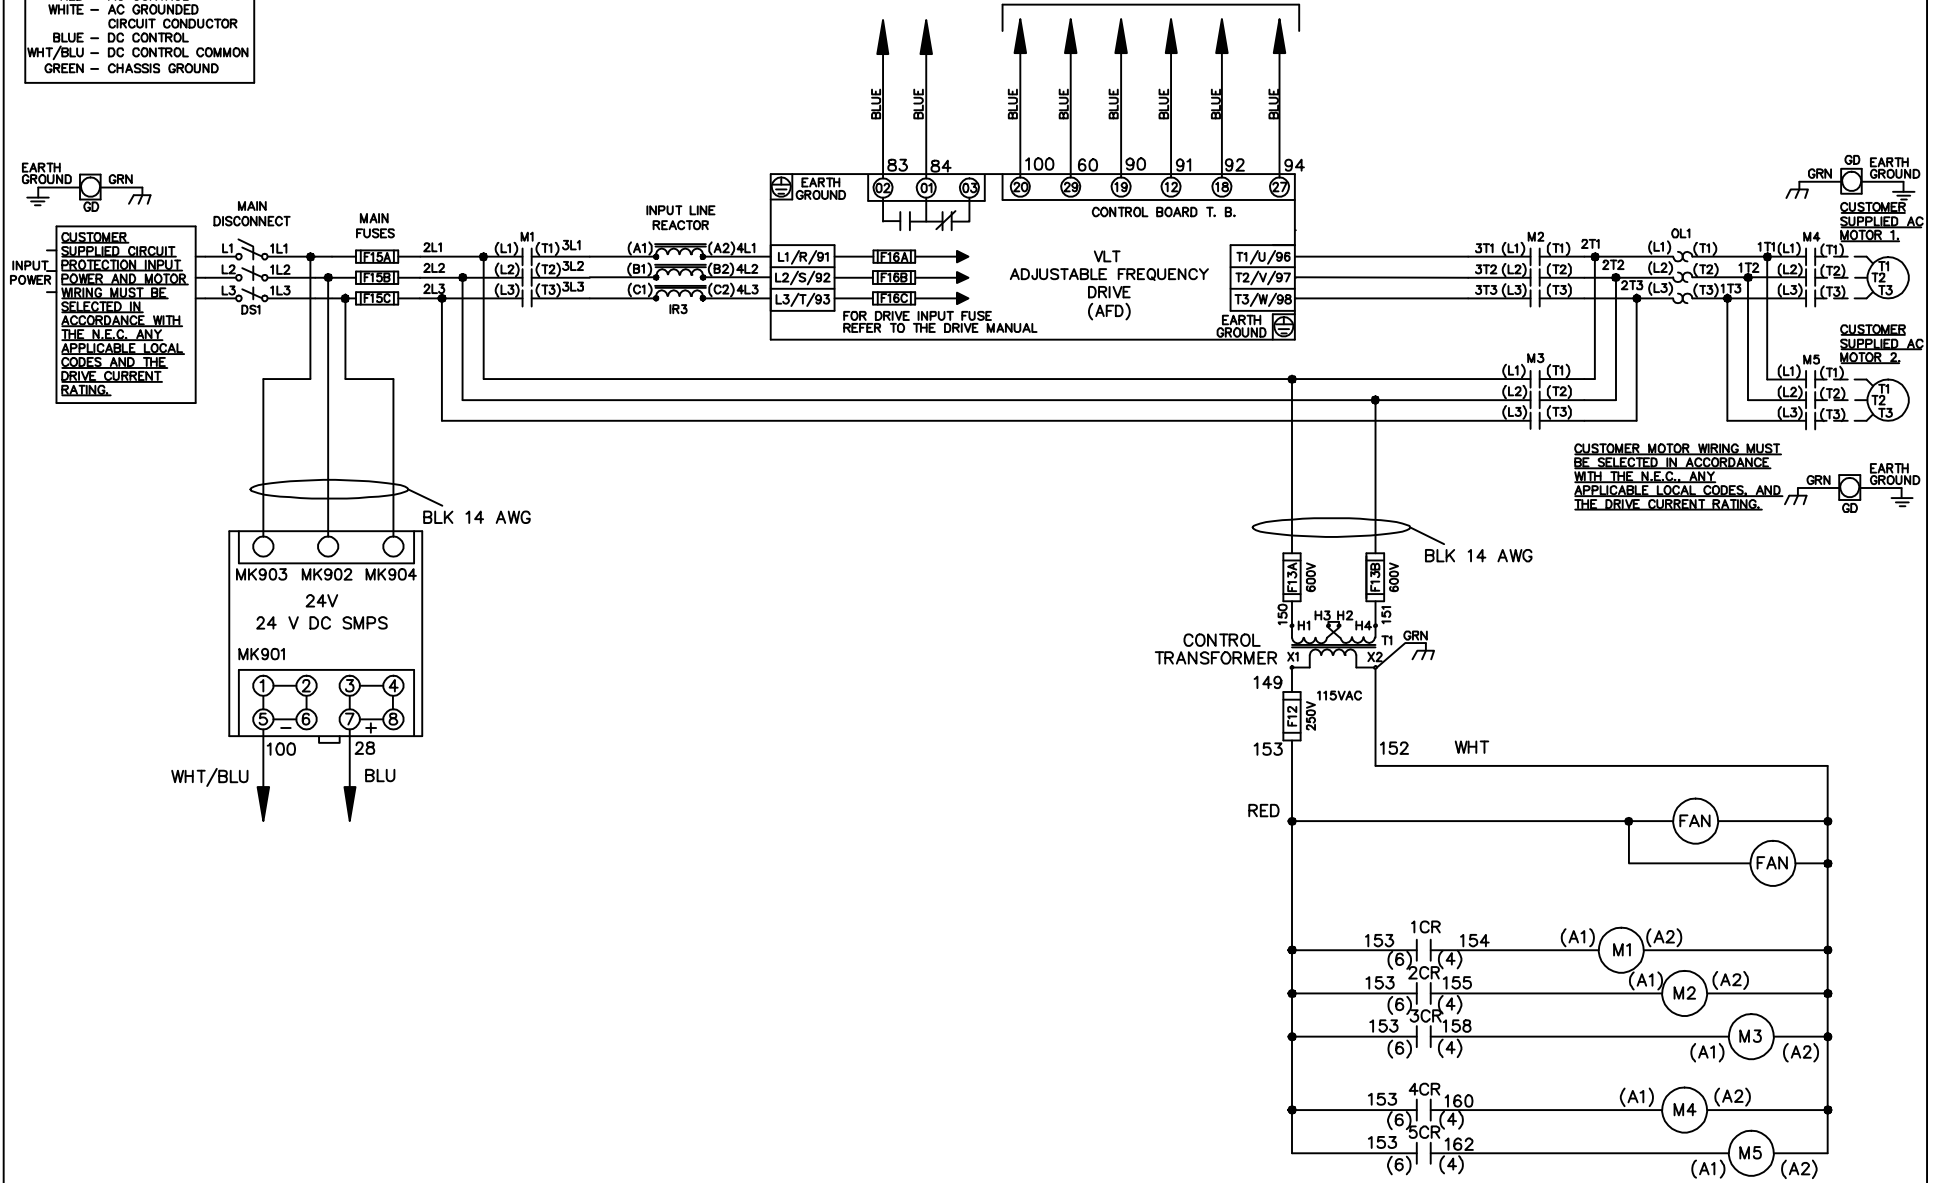 WHITE – AC GROUNDED
CIRCUIT CONDUCTOR
BLUE – DC CONTROL
WHT/BLU – DC CONTROL COMMON
GREEN – CHASSIS GROUND
BLUE BLUE BLUE BLUE BLUE BLUE BLUE BLUE
83 84 100 60 90 91 92 94
EARTH
GROUND
GRN
GD
EARTH
GROUND
02 01 03 20 29 19 12 18 27
CONTROL BOARD T. B.
GD EARTH
GRN GROUND
MAIN
DISCONNECT
MAIN
FUSES
INPUT LINE
REACTOR
CUSTOMER
SUPPLIED AC
MOTOR 1.
INPUT
POWER
CUSTOMER
SUPPLIED CIRCUIT
PROTECTION INPUT
POWER AND MOTOR
WIRING MUST BE
SELECTED IN
ACCORDANCE WITH
THE N.E.C. ANY
APPLICABLE LOCAL
CODES AND THE
DRIVE CURRENT
RATING.
M1 M2 OL1 M4
L1 1L1 F15A 2L1 (L1) (T1) 3L1 (A1) (A2) 4L1 L1/R/91 F16A T1/U/96 3T1 (L1) (T1) 2T1 (L1) (T1) 1T1 (L1) (T1) T1
L2 1L2 F15B 2L2 (L2) (T2) 3L2 (B1) (B2) 4L2 L2/S/92 F16B T2/V/97 3T2 (L2) (T2) 2T2 (L2) (T2) 1T2 (L2) (T2) T2
L3 1L3 F15C 2L3 (L3) (T3) 3L3 (C1) (C2) 4L3 L3/T/93 F16C T3/W/98 3T3 (L3) (T3) 2T3 (L3) (T3) 1T3 (L3) (T3) T3
DS1 IR3
VLT
ADJUSTABLE FREQUENCY
DRIVE
(AFD)
FOR DRIVE INPUT FUSE
REFER TO THE DRIVE MANUAL
EARTH
GROUND
CUSTOMER
SUPPLIED AC
MOTOR 2.
M3 M5
(L1) (T1) (L1) (T1) T1
(L2) (T2) (L2) (T2) T2
(L3) (T3) (L3) (T3) T3
CUSTOMER MOTOR WIRING MUST
BE SELECTED IN ACCORDANCE
WITH THE N.E.C., ANY
APPLICABLE LOCAL CODES, AND
THE DRIVE CURRENT RATING.
EARTH
GRN GROUND
GD
BLK 14 AWG
MK903 MK902 MK904
24V
24 V DC SMPS
MK901
1 2 3 4
5 – 6 7 + 8
100 28
WHT/BLU BLU
BLK 14 AWG
F13A 600V F13B 600V
150 151
H1 H3 H2 H4
T1
GRN
CONTROL
TRANSFORMER
X1 X2
149
115VAC
F12 250V
153 152 WHT
RED
FAN
FAN
1CR
153 154 (A1) M1 (A2)
(6) (4)
2CR
153 155 (A1) M2 (A2)
(6) (4)
3CR
153 158 M3
(6) (4) (A1) (A2)
4CR
153 160 (A1) M4 (A2)
(6) (4)
5CR
153 162 M5
(6) (4) (A1) (A2)